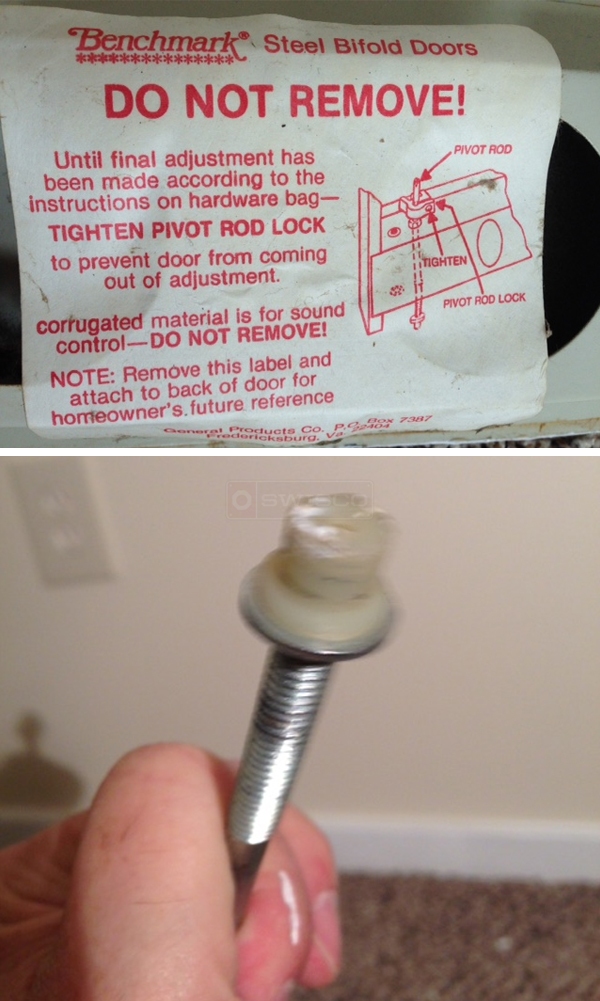 Benchmark® Steel Bifold Doors
***************
DO NOT REMOVE!
Until final adjustment has
been made according to the
instructions on hardware bag—
TIGHTEN PIVOT ROD LOCK
to prevent door from coming
out of adjustment.
corrugated material is for sound
control—DO NOT REMOVE!
NOTE: Remove this label and
attach to back of door for
homeowner's future reference
General Products Co. P.O. Box 7387
Fredericksburg, Va. 22404
PIVOT ROD
TIGHTEN
PIVOT ROD LOCK
SWISCO